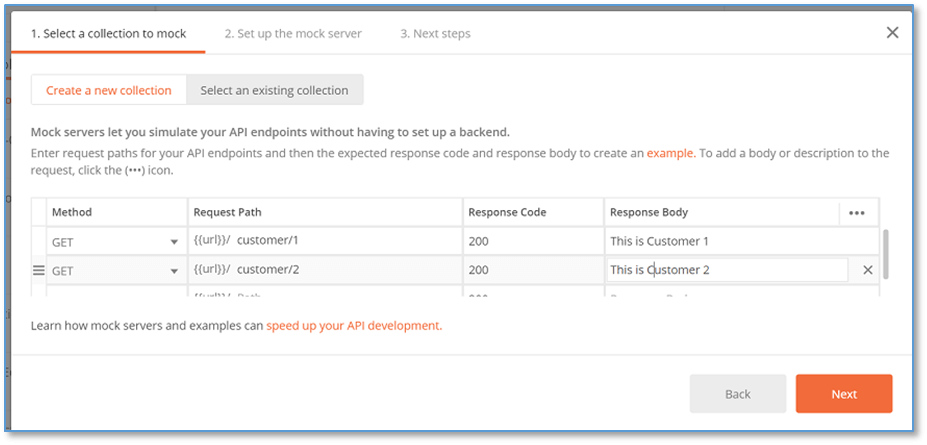 1. Select a collection to mock 2. Set up the mock server 3. Next steps
Create a new collection Select an existing collection
Mock servers let you simulate your API endpoints without having to set up a backend.
Enter request paths for your API endpoints and then the expected response code and response body to create an example. To add a body or description to the
request, click the (•••) icon.
Method Request Path Response Code Response Body •••
GET {{url}}/ customer/1 200 This is Customer 1
GET {{url}}/ customer/2 200 This is Customer 2
{{url}}/ Path
Learn how mock servers and examples can speed up your API development.
Back Next